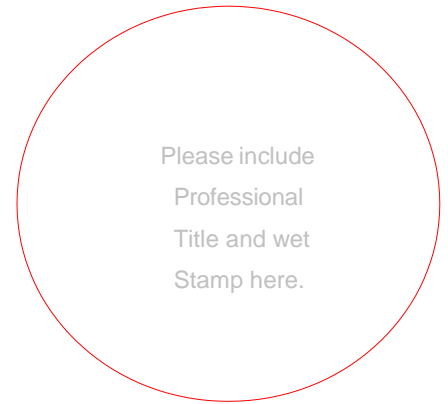 Please include
Professional
Title and wet
Stamp here.